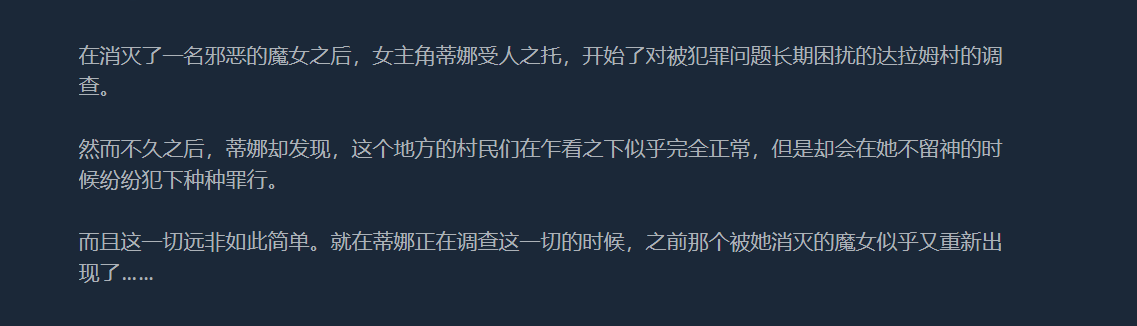 在消灭了一名邪恶的魔女之后，女主角蒂娜受人之托，开始了对被犯罪问题长期困扰的达拉姆村的调
查。
然而不久之后，蒂娜却发现，这个地方的村民们在乍看之下似乎完全正常，但是却会在她不留神的时
候纷纷犯下种种罪行。
而且这一切远非如此简单。就在蒂娜正在调查这一切的时候，之前那个被她消灭的魔女似乎又重新出
现了……